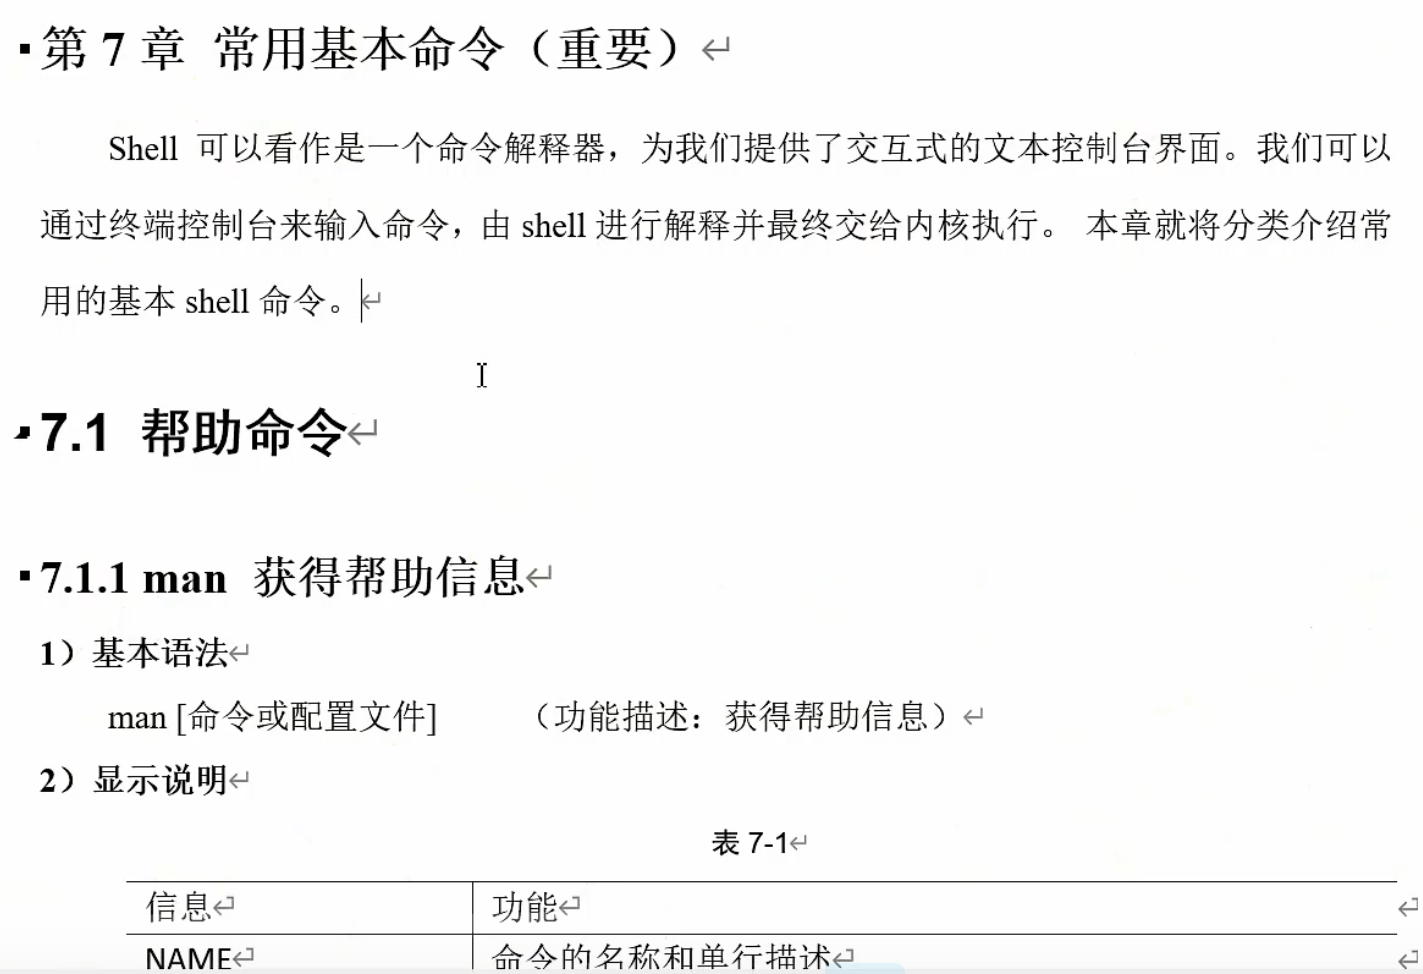 第 7 章 常用基本命令（重要）
Shell 可以看作是一个命令解释器，为我们提供了交互式的文本控制台界面。我们可以
通过终端控制台来输入命令，由 shell 进行解释并最终交给内核执行。 本章就将分类介绍常
用的基本 shell 命令。
7.1 帮助命令
7.1.1 man 获得帮助信息
1）基本语法
man [命令或配置文件] （功能描述：获得帮助信息）
2）显示说明
表 7-1
信息 功能
NAME 命令的名称和单行描述